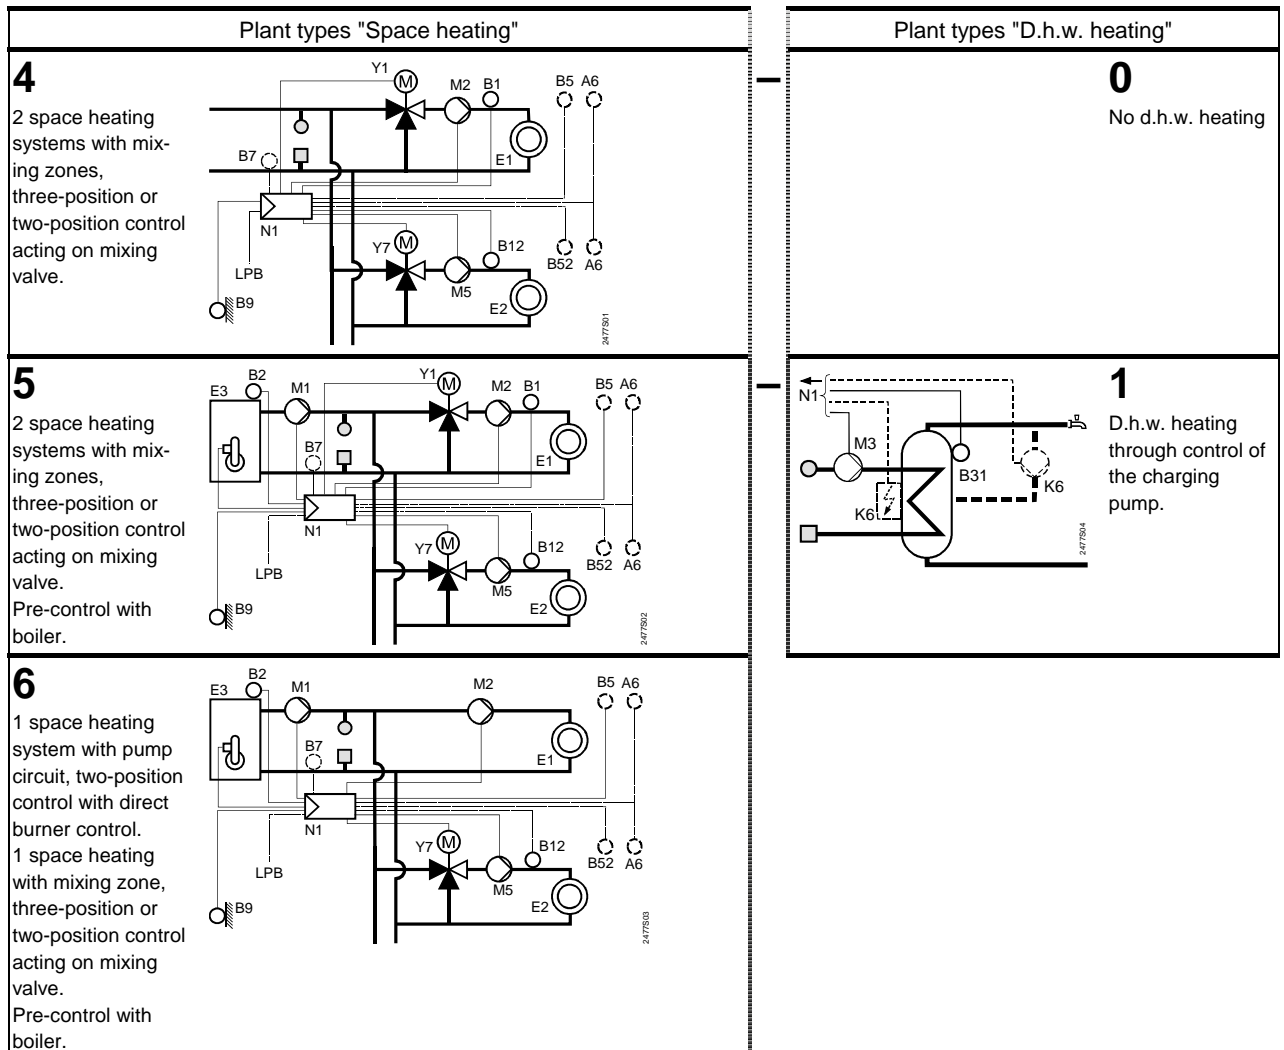 Plant types "Space heating"
Plant types "D.h.w. heating"
4
2 space heating
systems with mix-
ing zones,
three-position or
two-position control
acting on mixing
valve.
Y1
M
M2
B1
B5
A6
E1
B7
N1
Y7
M
B12
B52
A6
LPB
M5
B9
E2
2477S01
0
No d.h.w. heating
5
2 space heating
systems with mix-
ing zones,
three-position or
two-position control
acting on mixing
valve.
Pre-control with
boiler.
E3
B2
M1
Y1
M
M2
B1
B5
A6
B7
E1
N1
Y7
M
B12
B52
A6
LPB
M5
B9
E2
2477S02
1
D.h.w. heating
through control of
the charging
pump.
N1
M3
B31
K6
K6
2477S04
6
1 space heating
system with pump
circuit, two-position
control with direct
burner control.
1 space heating
with mixing zone,
three-position or
two-position control
acting on mixing
valve.
Pre-control with
boiler.
E3
B2
M1
M2
B5
A6
B7
E1
N1
Y7
M
B12
B52
A6
LPB
M5
B9
E2
2477S03